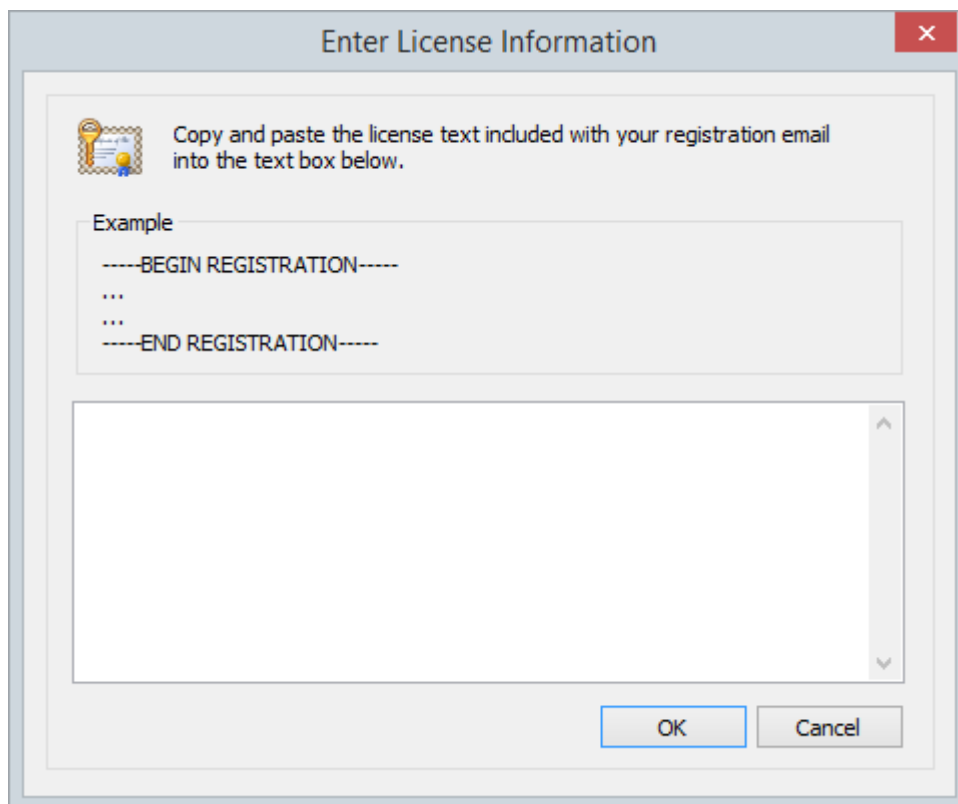 Enter License Information
Copy and paste the license text included with your registration email
into the text box below.
Example
-----BEGIN REGISTRATION-----
...
...
-----END REGISTRATION-----
OK
Cancel